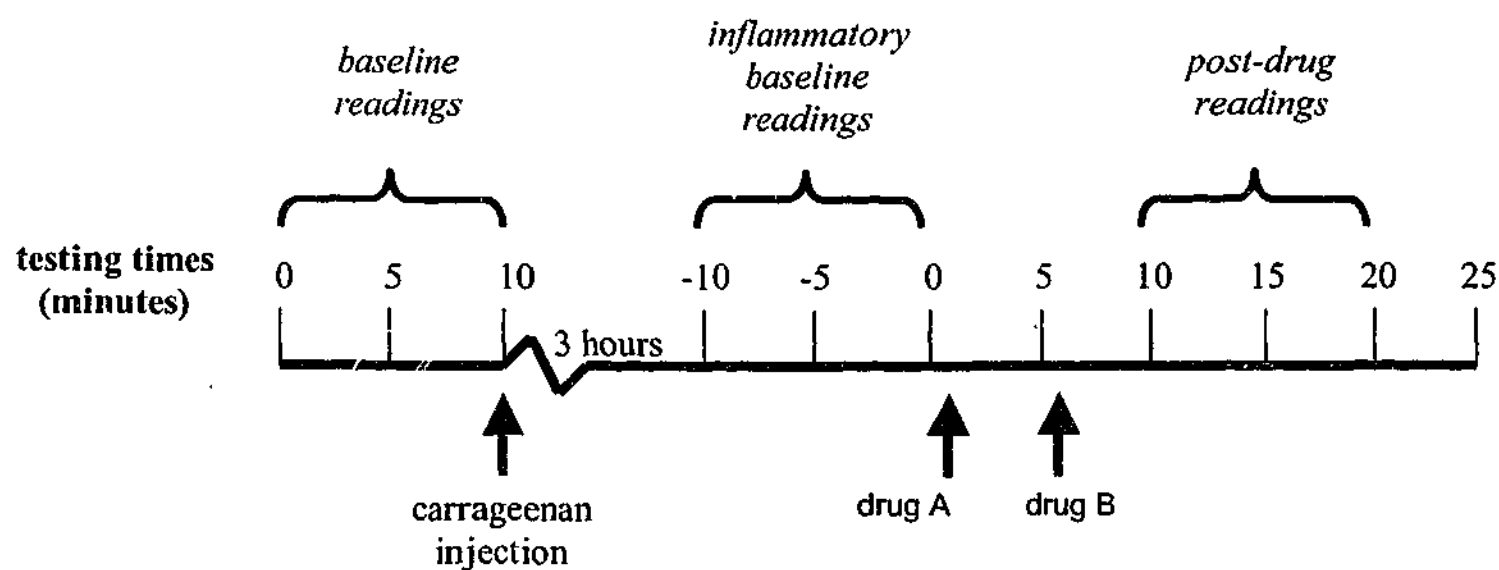 baseline
readings
inflammatory
baseline
readings
post-drug
readings
testing times
(minutes)
0 5 10 -10 -5 0 5 10 15 20 25
3 hours
carrageenan
injection
drug A
drug B